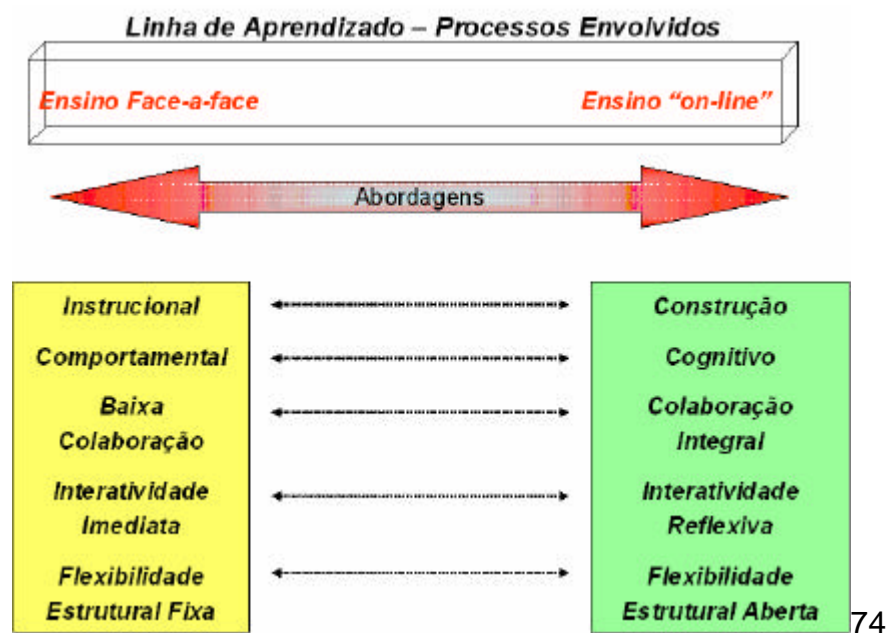 Linha de Aprendizado – Processos Envolvidos
Ensino Face-a-face
Ensino “on-line”
Abordagens
Instrucional
Construção
Comportamental
Cognitivo
Baixa
Colaboração
Colaboração
Integral
Interatividade
Imediata
Interatividade
Reflexiva
Flexibilidade
Estrutural Fixa
Flexibilidade
Estrutural Aberta
74